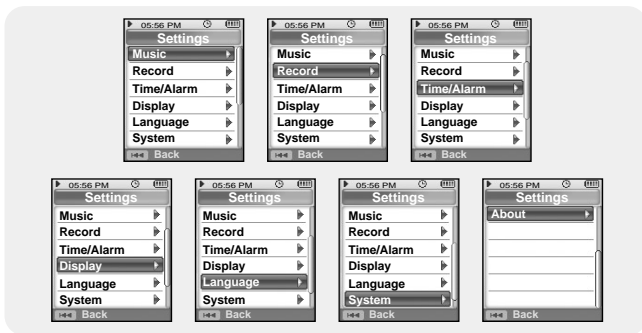 05:56 PM
Settings
Music
Record
Time/Alarm
Display
Language
System
Back
05:56 PM
Settings
Music
Record
Time/Alarm
Display
Language
System
Back
05:56 PM
Settings
Music
Record
Time/Alarm
Display
Language
System
Back
05:56 PM
Settings
Music
Record
Time/Alarm
Display
Language
System
Back
05:56 PM
Settings
Music
Record
Time/Alarm
Display
Language
System
Back
05:56 PM
Settings
Music
Record
Time/Alarm
Display
Language
System
Back
05:56 PM
Settings
About
Back